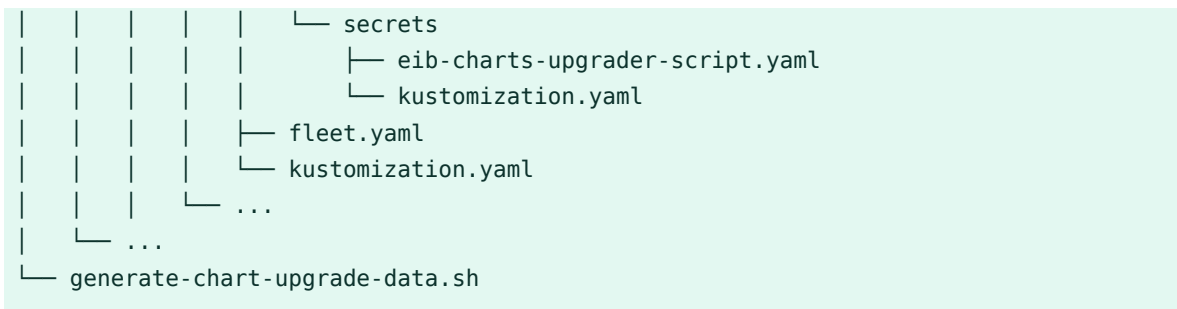 │   │   │   │   │   └── secrets
│   │   │   │   │       ├── eib-charts-upgrader-script.yaml
│   │   │   │   │       └── kustomization.yaml
│   │   │   │   ├── fleet.yaml
│   │   │   │   └── kustomization.yaml
│   │   │   └── ...
│   └── ...
└── generate-chart-upgrade-data.sh